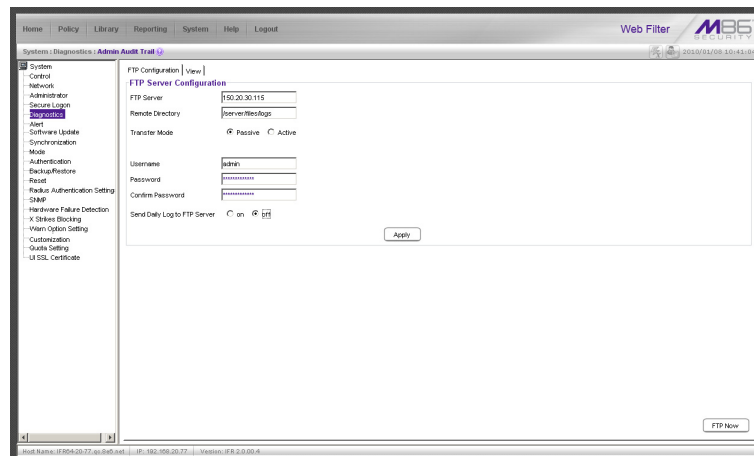 Home Policy Library Reporting System Help Logout
Web Filter
M86
SECURITY
System : Diagnostics : Admin Audit Trail
2010/01/08 10:41:04
System
Control
Network
Administrator
Secure Logon
Diagnostics
Alert
Software Update
Synchronization
Mode
Authentication
Backup/Restore
Reset
Radius Authentication Setting
SNMP
Hardware Failure Detection
X Strikes Blocking
Warn Option Setting
Customization
Quota Setting
UI SSL Certificate
FTP Configuration View
FTP Server Configuration
FTP Server 150.20.30.115
Remote Directory /server/files/logs
Transfer Mode Passive Active
Username admin
Password *************
Confirm Password *************
Send Daily Log to FTP Server on off
Apply
FTP Now
Host Name: IFR64-20-77.qc.8e6.net IP: 192.168.20.77 Version: IFR 2.0.00.4